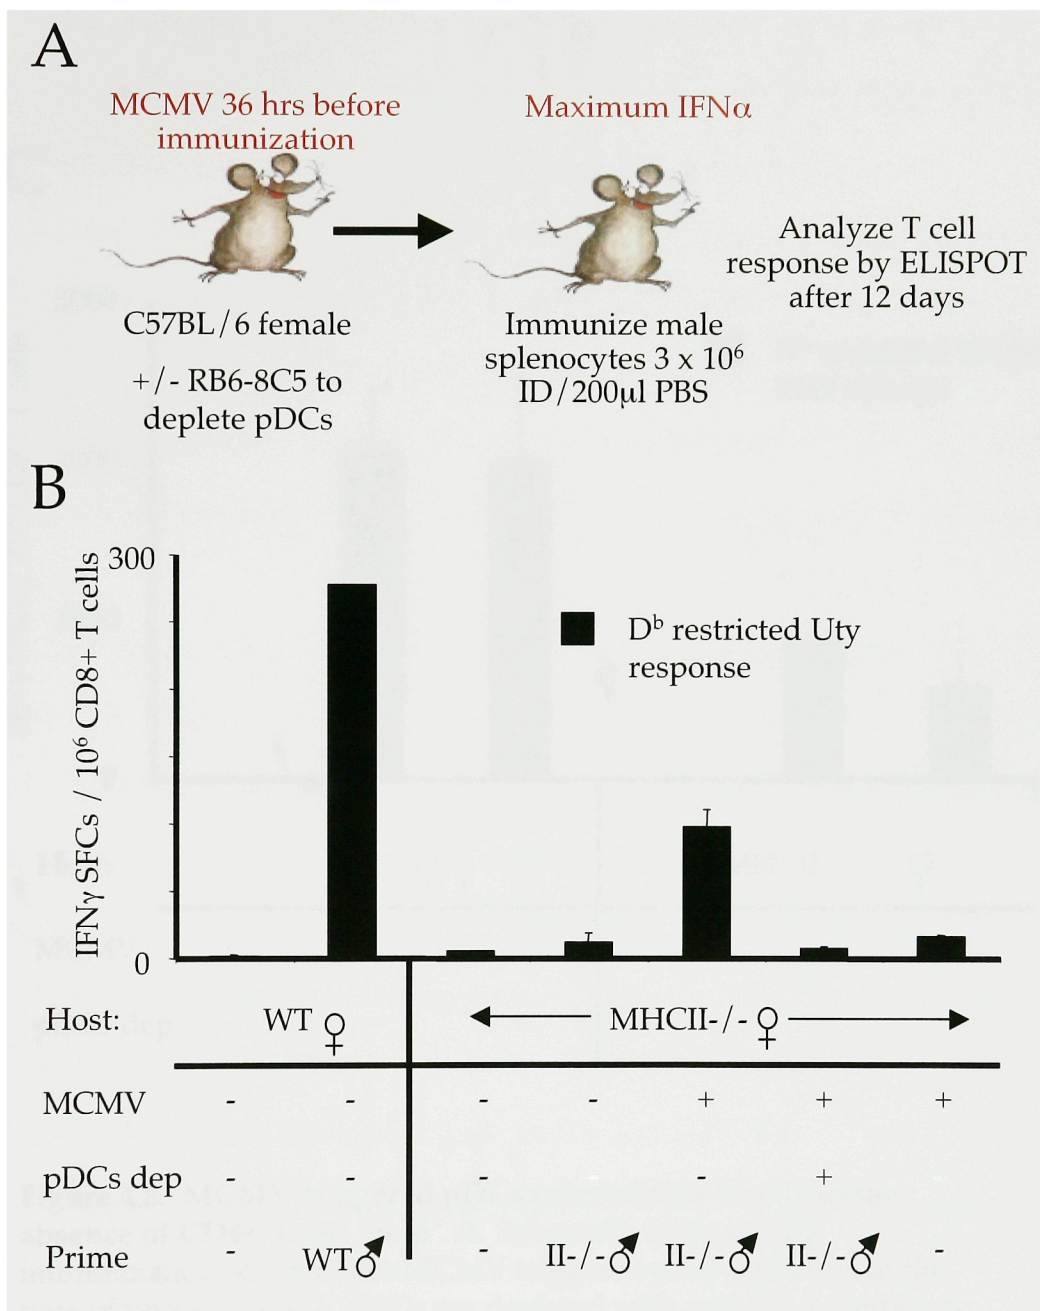 A
MCMV 36 hrs before
immunization
Maximum IFNα
C57BL/6 female
+/- RB6-8C5 to
deplete pDCs
Immunize male
splenocytes 3 x 10⁶
ID/200µl PBS
Analyze T cell
response by ELISPOT
after 12 days
B
IFNγ SFCs / 10⁶ CD8+ T cells
300
0
Dᵇ restricted Uty
response
Host: WT ♀ MHCII-/- ♀
MCMV - - - - + + +
pDCs dep - - - - - + -
Prime - WT♂ - II-/-♂ II-/-♂ II-/-♂ -